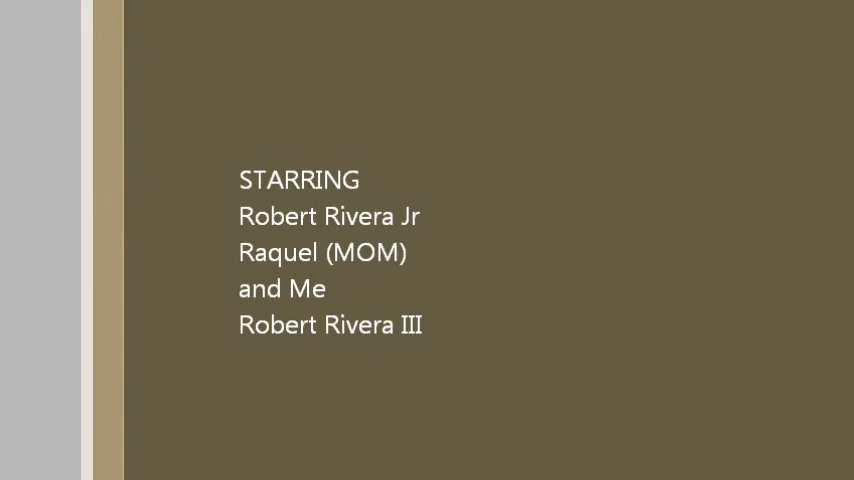 STARRING
Robert Rivera Jr
Raquel (MOM)
and Me
Robert Rivera III